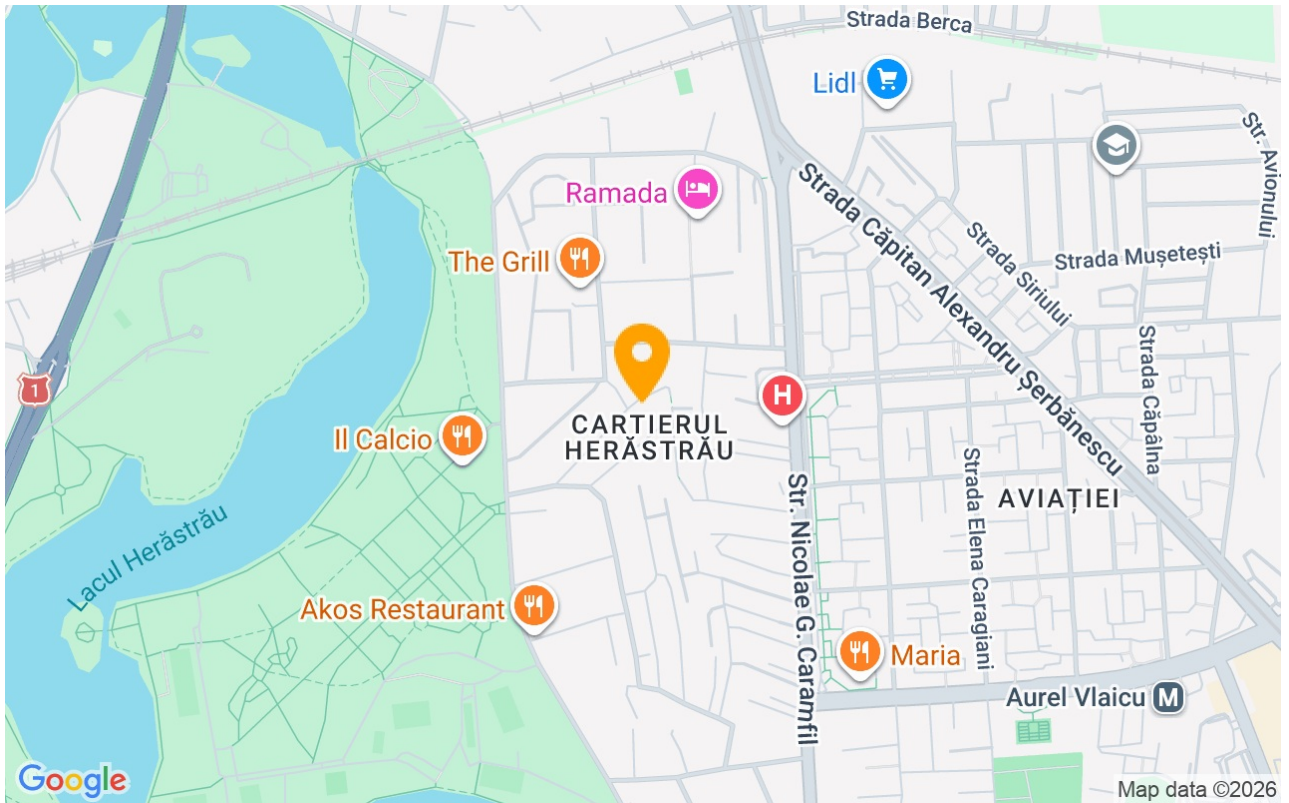 Strada Berca
Lidl
Str. Avionului
Ramada
Strada Căpitan Alexandru Șerbănescu
Strada Siriului
Strada Mușetești
The Grill
Strada Căpâlna
1
H
CARTIERUL
HERĂSTRĂU
Il Calcio
Strada Elena Caragiani
AVIAȚIEI
Str. Nicolae G. Caramfil
Lacul Herăstrău
Akos Restaurant
Maria
Aurel Vlaicu M
Google
Map data ©2026